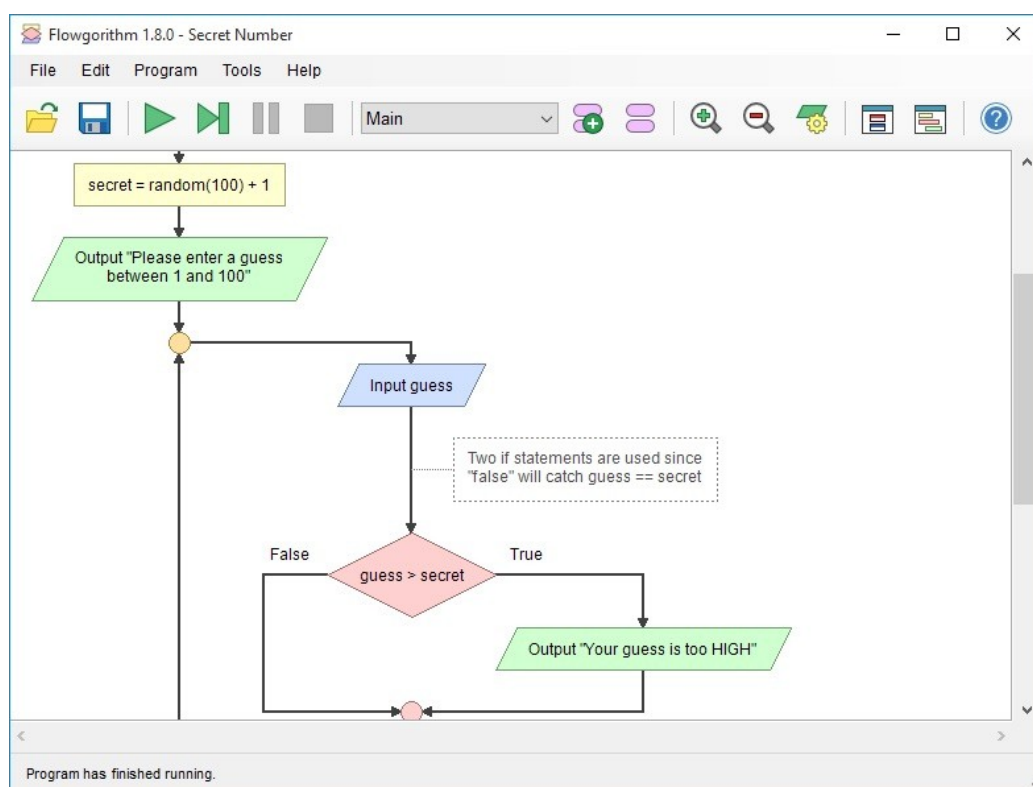 Flowgorithm 1.8.0 - Secret Number
File Edit Program Tools Help
Main
secret = random(100) + 1
Output "Please enter a guess
between 1 and 100"
Input guess
Two if statements are used since
"false" will catch guess == secret
False
True
guess > secret
Output "Your guess is too HIGH"
Program has finished running.